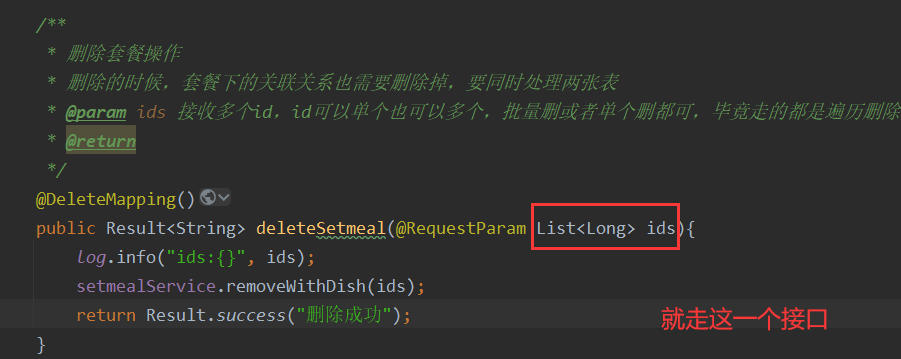 /**
* 删除套餐操作
* 删除的时候，套餐下的关联关系也需要删除掉，要同时处理两张表
* @param ids 接收多个id，id可以单个也可以多个，批量删或者单个删都可，毕竟走的都是遍历删除
* @return
*/
@DeleteMapping()
public Result<String> deleteSetmeal(@RequestParam List<Long> ids){
log.info("ids:{}", ids);
setmealService.removeWithDish(ids);
return Result.success("删除成功");
就走这一个接口
}